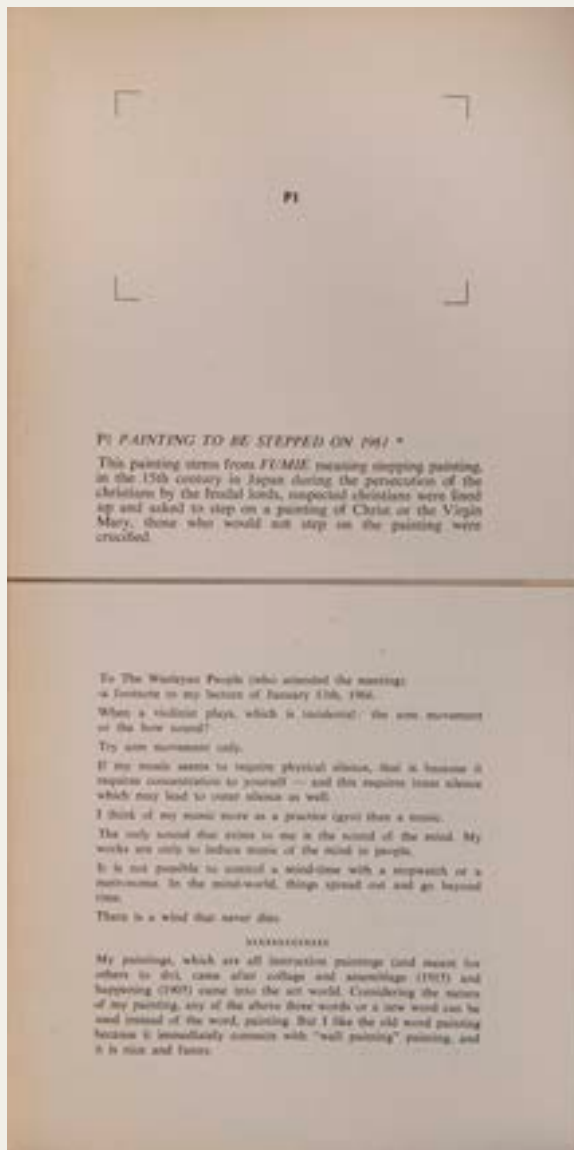 P1
P1 PAINTING TO BE STEPPED ON 1961 *
This painting stems from FUMIE meaning stepping painting,
in the 15th century in Japan during the persecution of the
christians by the feudal lords, suspected christians were lined
up and asked to step on a painting of Christ or the Virgin
Mary, those who would not step on the painting were
crucified.
To The Wesleyan People (who attended the meeting)
-a footnote to my lecture of January 13th, 1966.
When a violinist plays, which is incidental: the arm movement
or the bow sound?
Try arm movement only.
If my music seems to require physical silence, that is because it
requires concentration to yourself — and this requires inner silence
which may lead to outer silence as well.
I think of my music more as a practice (gyo) than a music.
The only sound that exists to me is the sound of the mind. My
works are only to induce music of the mind in people.
It is not possible to control a mind-time with a stopwatch or a
metronome. In the mind-world, things spread out and go beyond
time.
There is a wind that never dies.
My paintings, which are all instruction paintings (and meant for
others to do), came after collage and assemblage (1915) and
happening (1905) came into the art world. Considering the nature
of my painting, any of the above three words or a new word can be
used instead of the word, painting. But I like the old word painting
because it immediately connects with "wall painting" painting, and
it is nice and funny.